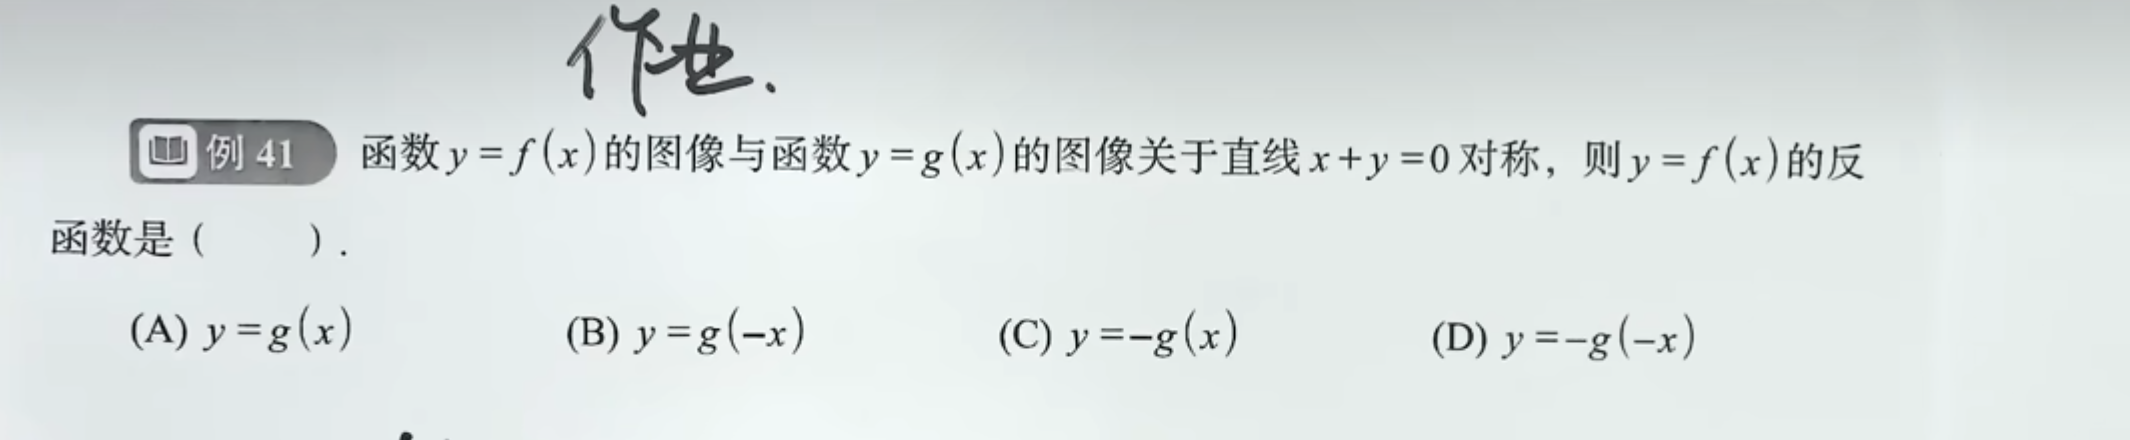 作业.
例 41 函数 y = f(x) 的图像与函数 y = g(x) 的图像关于直线 x + y = 0 对称，则 y = f(x) 的反
函数是（　　）.
(A) y = g(x)　(B) y = g(−x)　(C) y = −g(x)　(D) y = −g(−x)